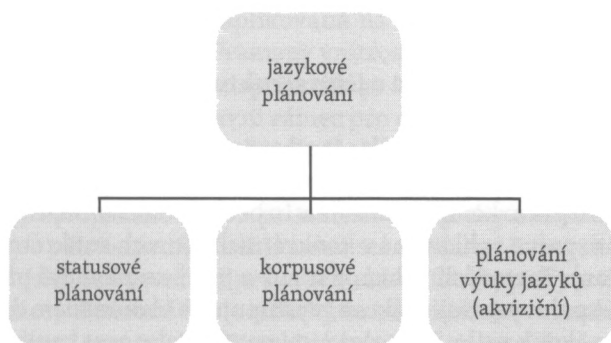 jazykové
plánování
statusové
plánování
korpusové
plánování
plánování
výuky jazyků
(akviziční)